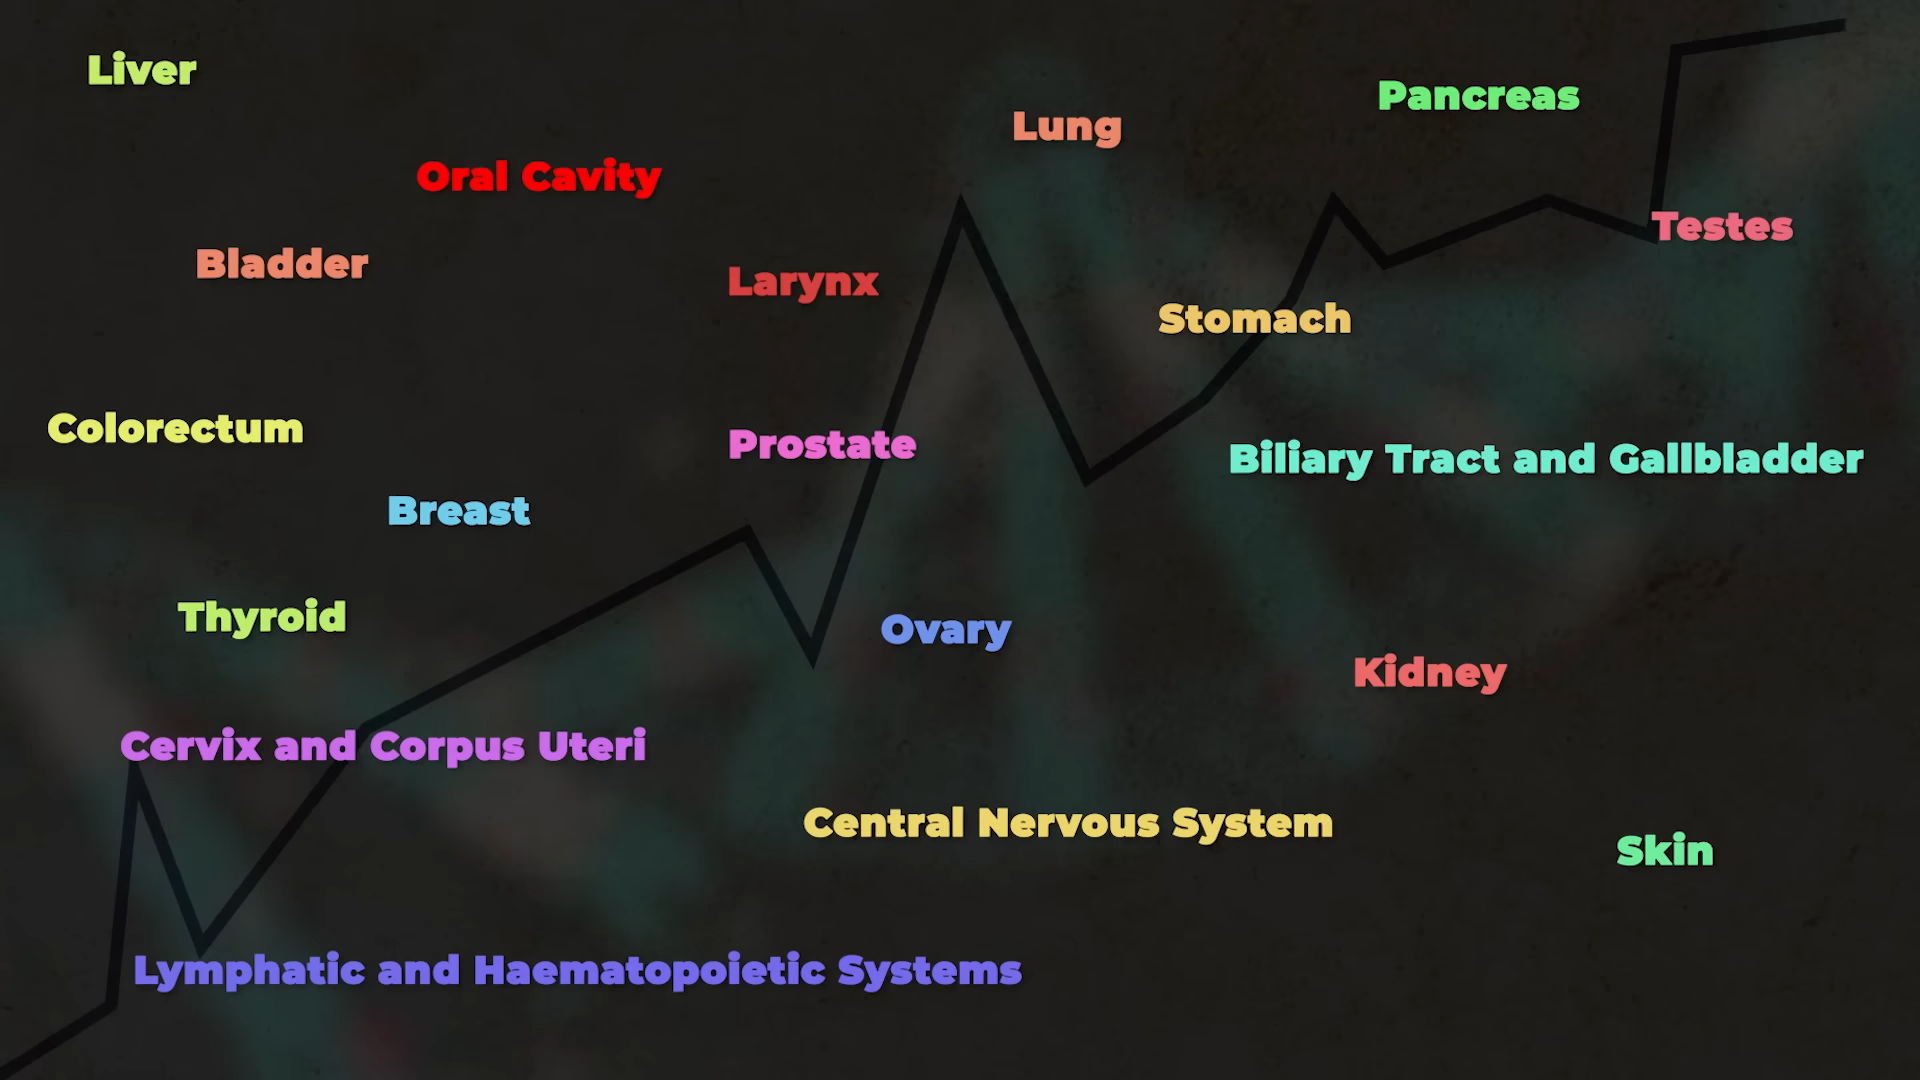 Liver
Pancreas
Lung
Oral Cavity
Testes
Bladder
Larynx
Stomach
Colorectum
Prostate
Biliary Tract and Gallbladder
Breast
Thyroid
Ovary
Kidney
Cervix and Corpus Uteri
Central Nervous System
Skin
Lymphatic and Haematopoietic Systems